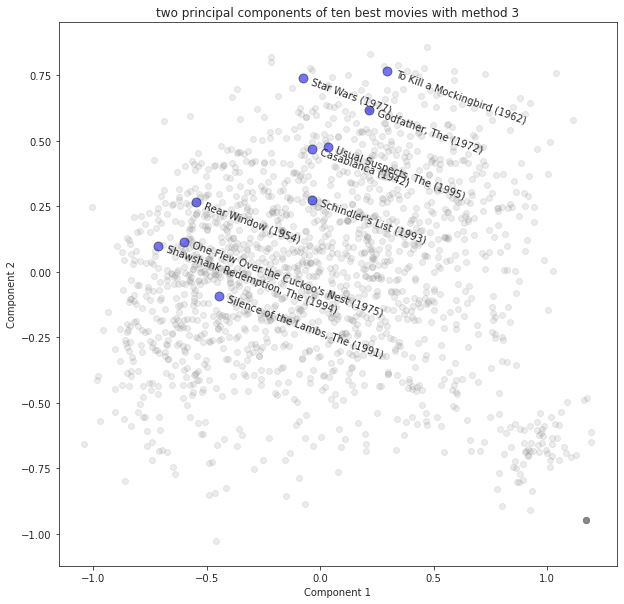 two principal components of ten best movies with method 3
To Kill a Mockingbird (1962)
Star Wars (1977)
Godfather, The (1972)
Usual Suspects, The (1995)
Casablanca (1942)
Schindler's List (1993)
Rear Window (1954)
One Flew Over the Cuckoo's Nest (1975)
Shawshank Redemption, The (1994)
Silence of the Lambs, The (1991)
Component 2
0.75
0.50
0.25
0.00
−0.25
−0.50
−0.75
−1.00
−1.0 −0.5 0.0 0.5 1.0
Component 1